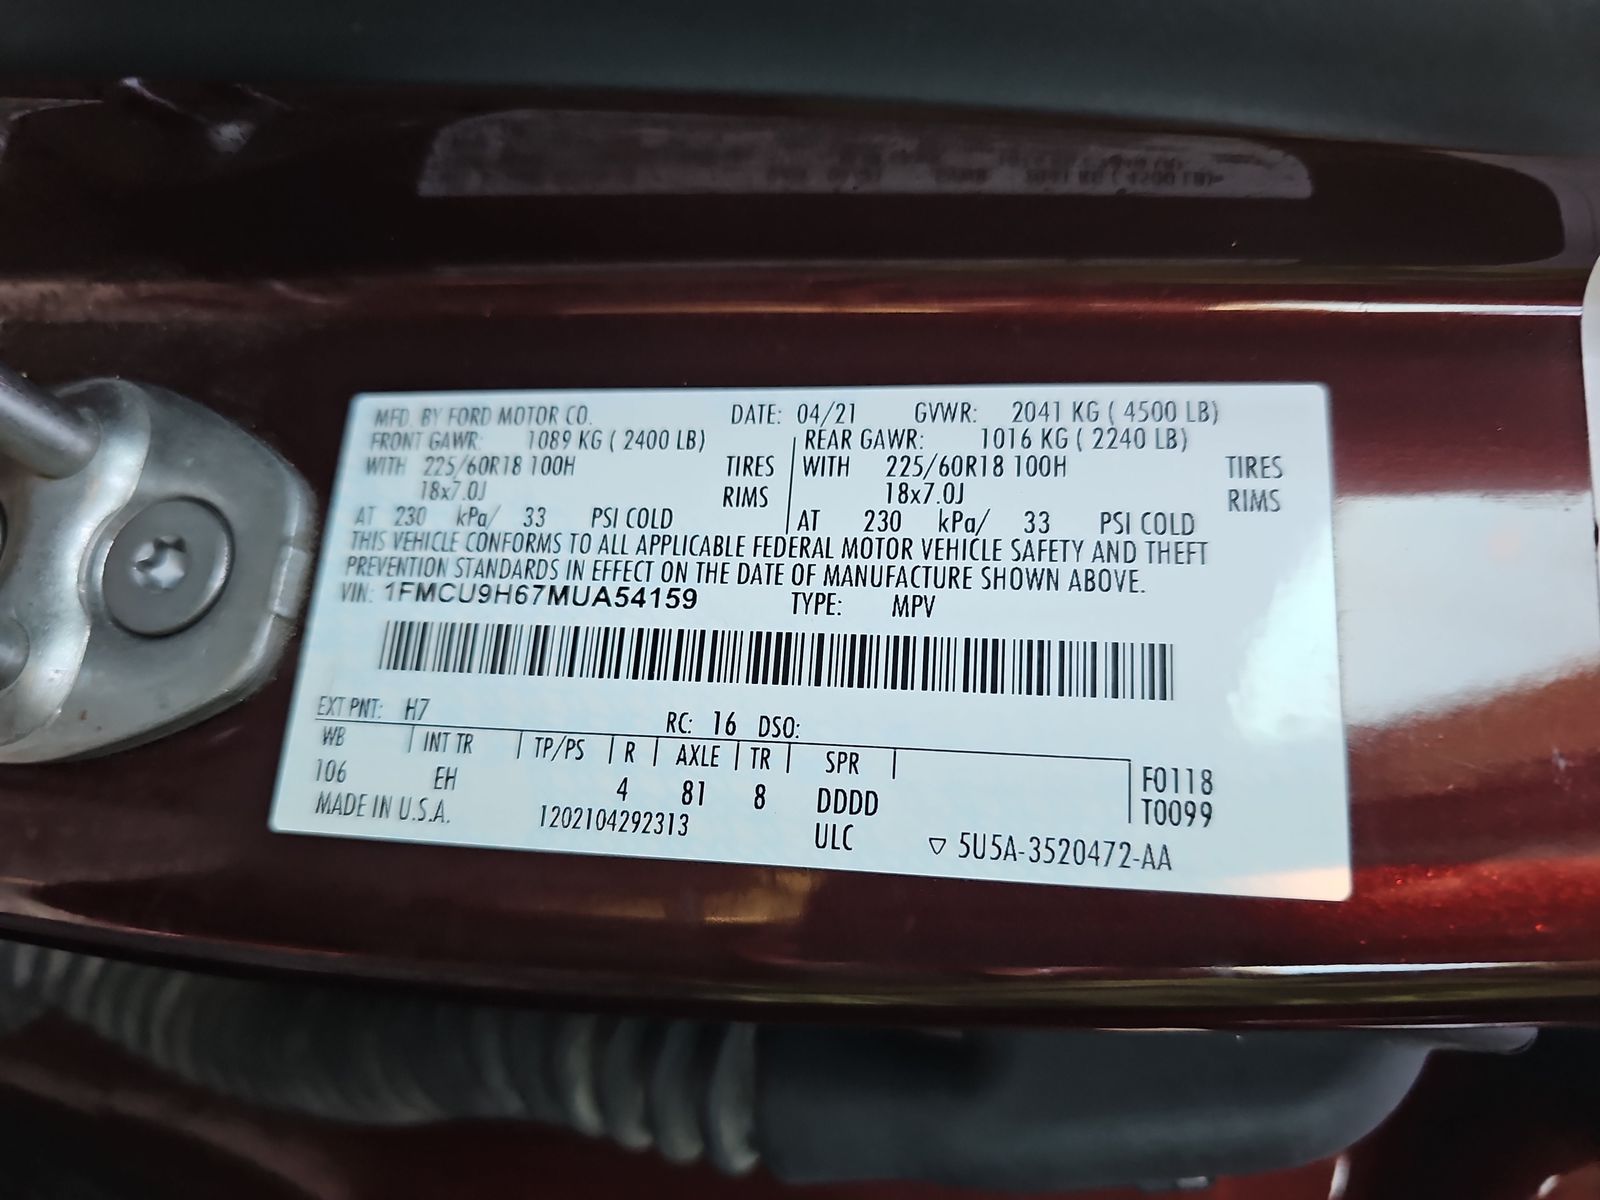 MFD. BY FORD MOTOR CO. DATE: 04/21 GVWR: 2041 KG ( 4500 LB)
FRONT GAWR: 1089 KG ( 2400 LB) REAR GAWR: 1016 KG ( 2240 LB)
WITH 225/60R18 100H TIRES WITH 225/60R18 100H TIRES
18x7.0J RIMS 18x7.0J RIMS
AT 230 kPa/ 33 PSI COLD AT 230 kPa/ 33 PSI COLD
THIS VEHICLE CONFORMS TO ALL APPLICABLE FEDERAL MOTOR VEHICLE SAFETY AND THEFT
PREVENTION STANDARDS IN EFFECT ON THE DATE OF MANUFACTURE SHOWN ABOVE.
VIN: 1FMCU9H67MUA54159 TYPE: MPV
EXT PNT: H7 RC: 16 DSO:
WB INT TR TP/PS R AXLE TR SPR
106 EH 4 81 8 DDDD F0118
T0099
MADE IN U.S.A. 1202104292313 ULC ▽ 5U5A-3520472-AA